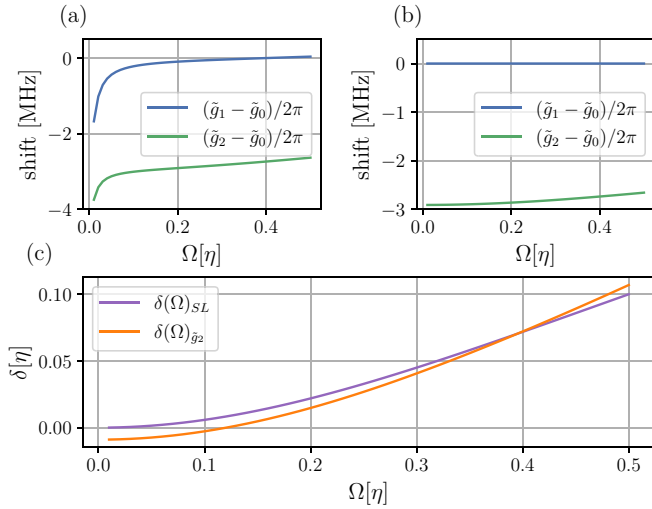 (a)
shift [MHz]
0
−2
−4
(g̃₁ − g̃₀)/2π
(g̃₂ − g̃₀)/2π
0.0 0.2 0.4
Ω[η]
(b)
shift [MHz]
0
−1
−2
−3
(g̃₁ − g̃₀)/2π
(g̃₂ − g̃₀)/2π
0.0 0.2 0.4
Ω[η]
(c)
δ[η]
0.10
0.05
0.00
δ(Ω)_{SL}
δ(Ω)_{g̃₂}
0.0 0.1 0.2 0.3 0.4 0.5
Ω[η]